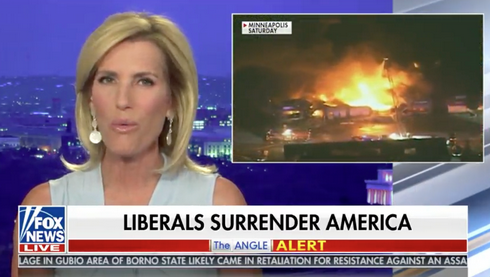 MINNEAPOLIS
SATURDAY
LIBERALS SURRENDER AMERICA
FOX
NEWS
LIVE
The ANGLE ALERT
LAGE IN GUBIO AREA OF BORNO STATE LIKELY CAME IN RETALIATION FOR RESISTANCE AGAINST AN ASSA